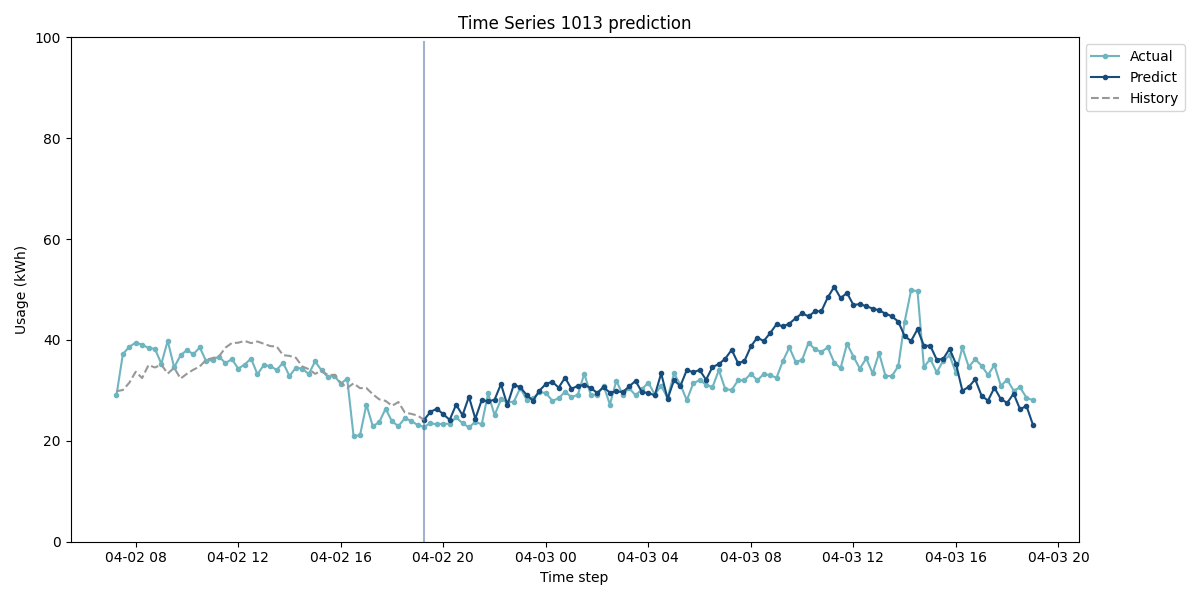 Time Series 1013 prediction
100
80
60
40
20
0
Usage (kWh)
04-02 08
04-02 12
04-02 16
04-02 20
04-03 00
04-03 04
04-03 08
04-03 12
04-03 16
04-03 20
Time step
Actual
Predict
History